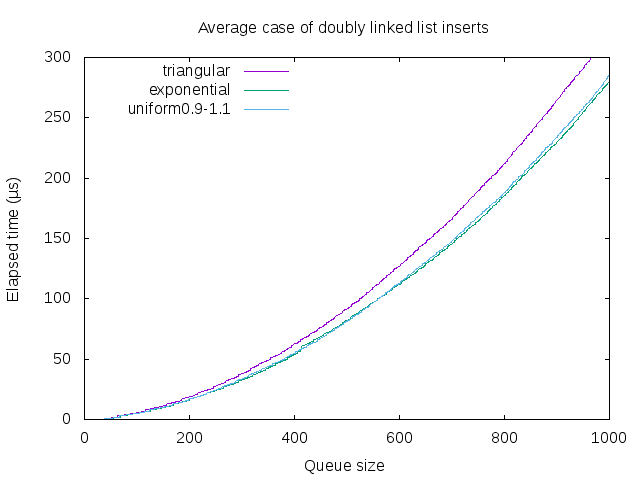 Average case of doubly linked list inserts
triangular
exponential
uniform0.9-1.1
Elapsed time (µs)
300
250
200
150
100
50
0
0 200 400 600 800 1000
Queue size